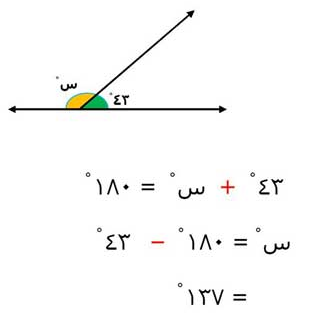 س°
٤٣°
٤٣° + س° = ١٨٠°
س° = ١٨٠° − ٤٣°
= ١٣٧°